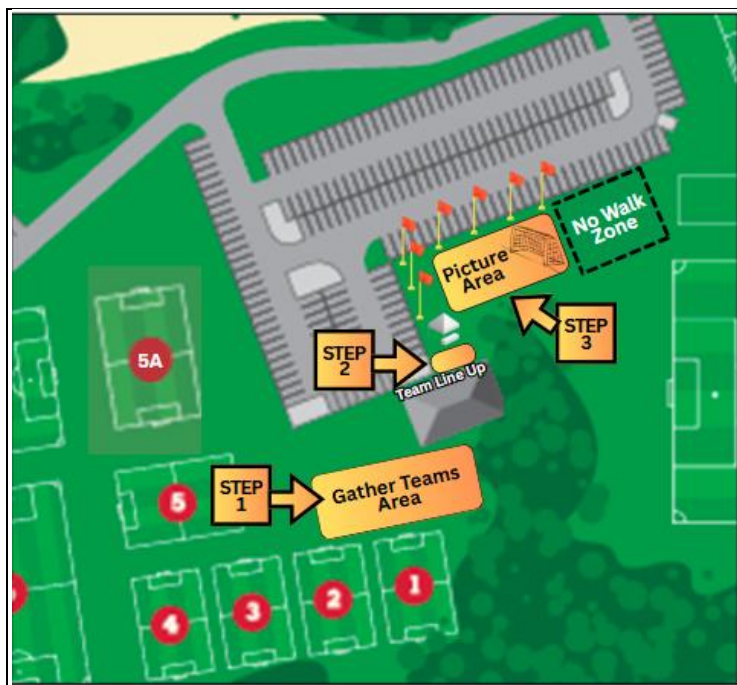 No Walk
Zone
Picture
Area
STEP
3
STEP
2
Team Line Up
5A
STEP
1
Gather Teams
Area
5
4
3
2
1